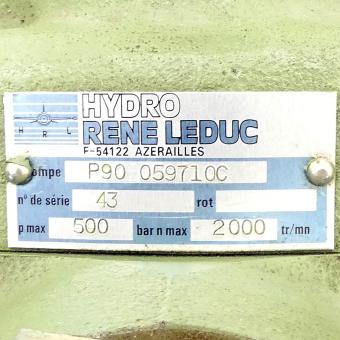 HYDRO
RENE LEDUC
H R L
F-54122 AZERAILLES
ompe P90 059710C
n° de série 43 rot
p max 500 bar n max 2000 tr/mn